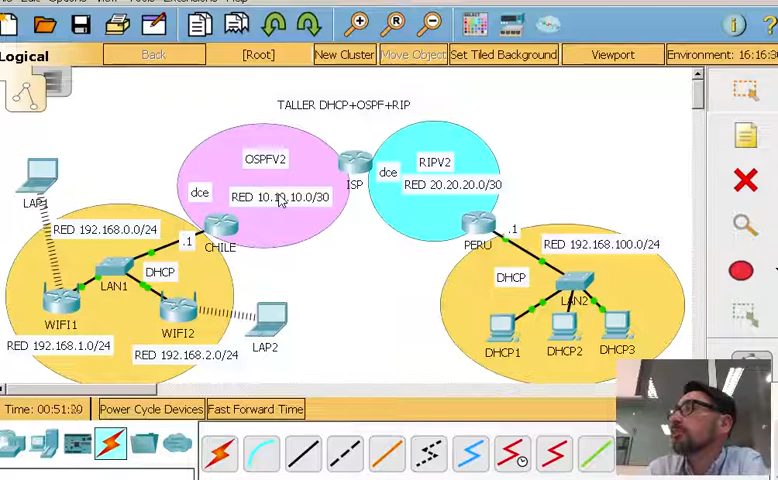 Logical
Back
[Root]
New Cluster
Move Object
Set Tiled Background
Viewport
Environment: 16:16:3
TALLER DHCP+OSPF+RIP
OSPFV2
RIPV2
ISP
dce
dce
RED 10.10.10.0/30
RED 20.20.20.0/30
LAP1
RED 192.168.0.0/24
.1
CHILE
PERU
.1
RED 192.168.100.0/24
LAN1
DHCP
DHCP
LAN2
WIFI1
WIFI2
LAP2
RED 192.168.1.0/24
RED 192.168.2.0/24
DHCP1
DHCP2
DHCP3
Time: 00:51:20
Power Cycle Devices
Fast Forward Time